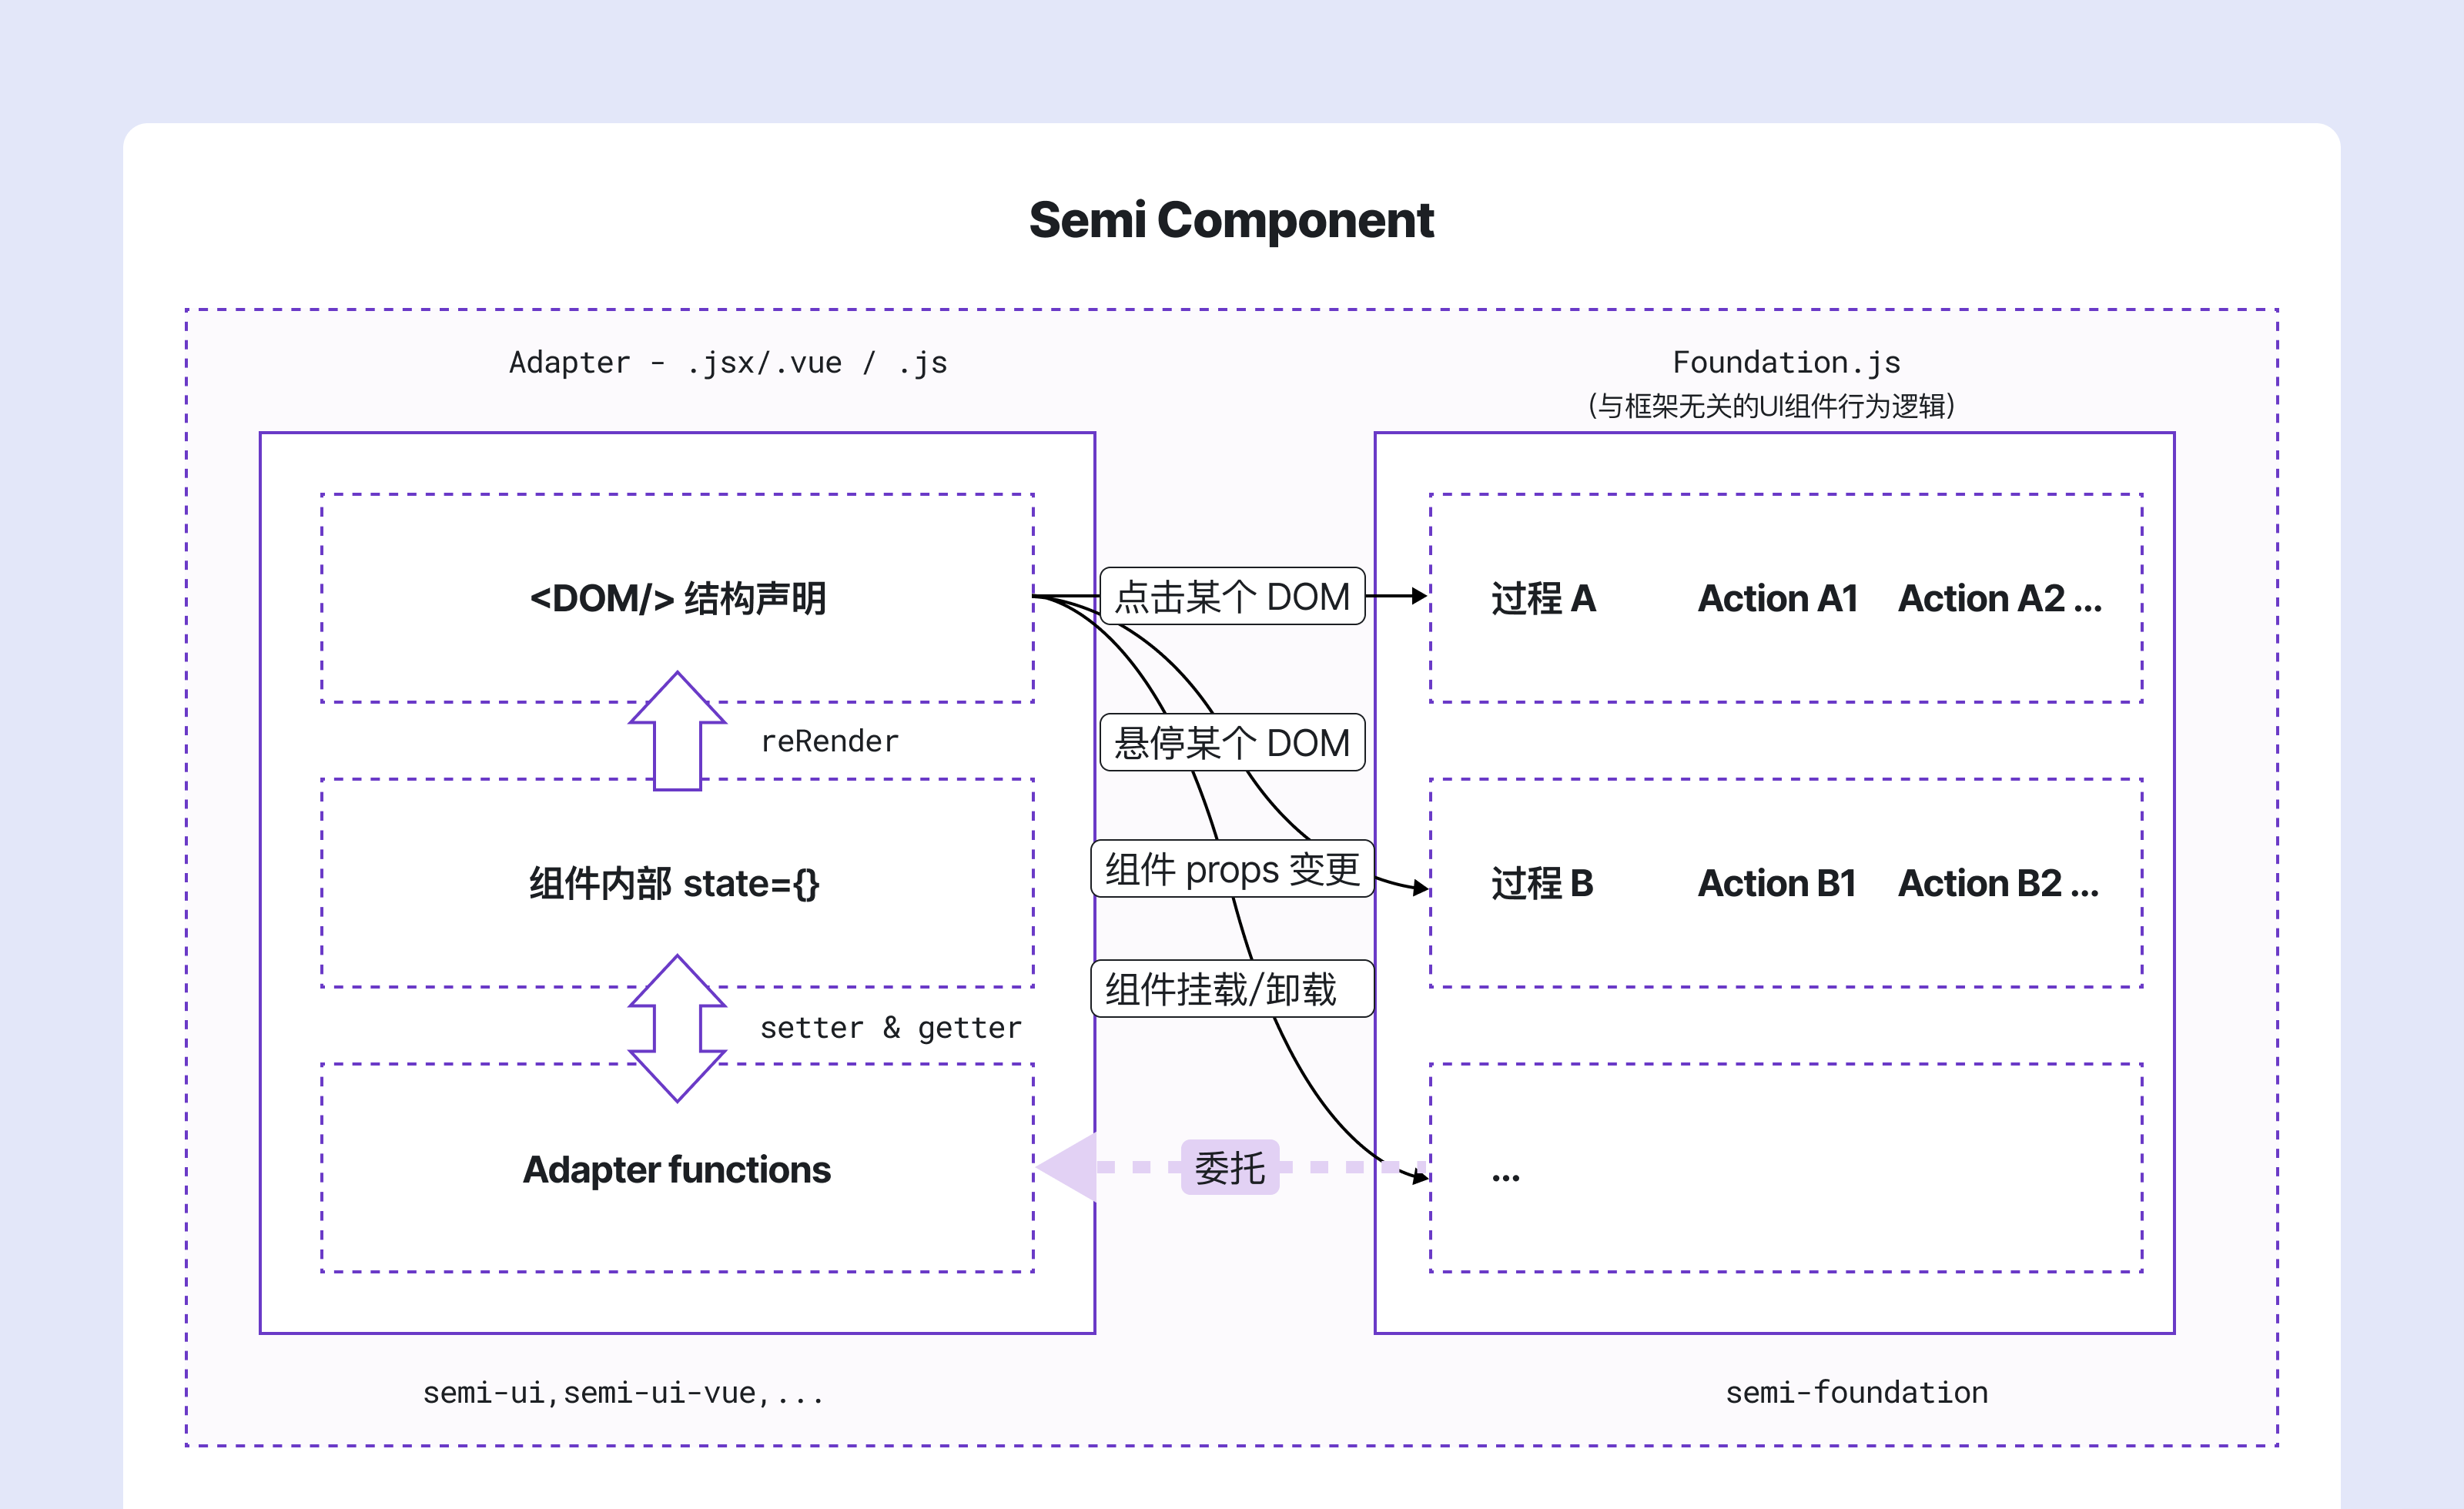 Semi Component
Adapter - .jsx/.vue / .js
Foundation.js
(与框架无关的UI组件行为逻辑)
<DOM/> 结构声明
点击某个 DOM
过程 A
Action A1
Action A2 ...
reRender
悬停某个 DOM
组件内部 state={}
组件 props 变更
过程 B
Action B1
Action B2 ...
setter & getter
组件挂载/卸载
Adapter functions
委托
...
semi-ui,semi-ui-vue,...
semi-foundation